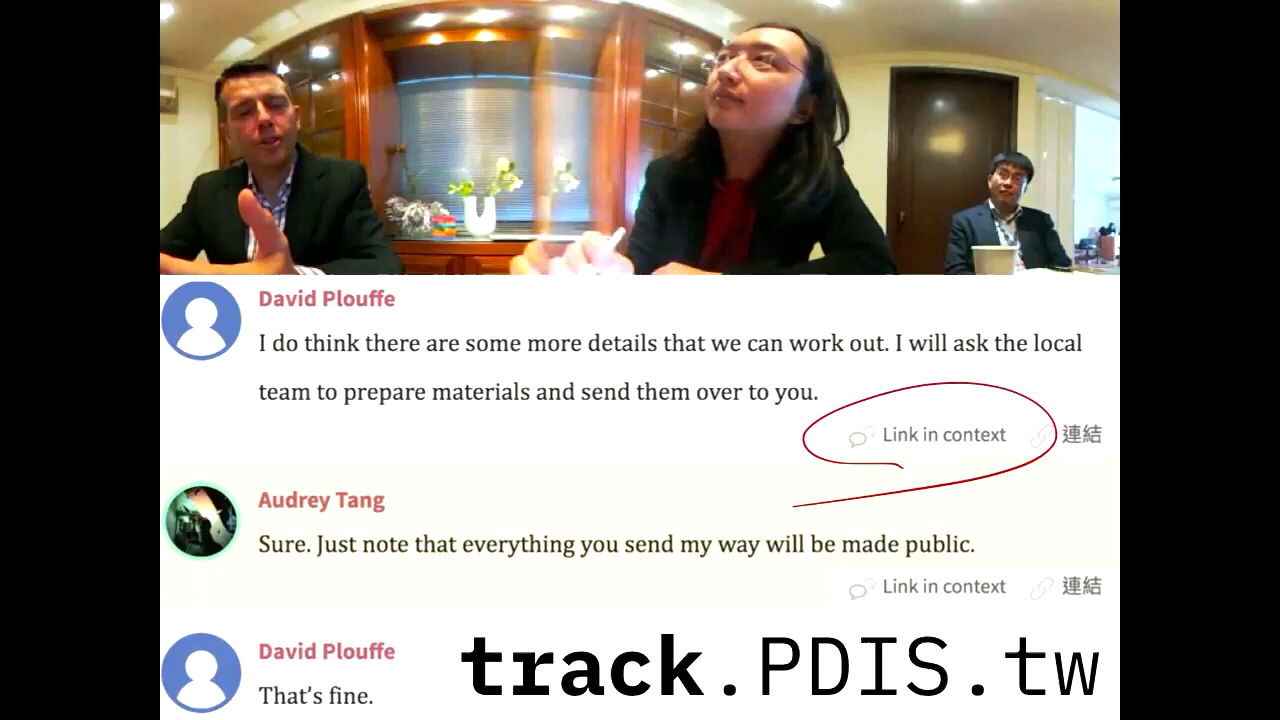 David Plouffe
I do think there are some more details that we can work out. I will ask the local
team to prepare materials and send them over to you.
Link in context 連結
Audrey Tang
Sure. Just note that everything you send my way will be made public.
Link in context 連結
David Plouffe
That's fine.
track.PDIS.tw